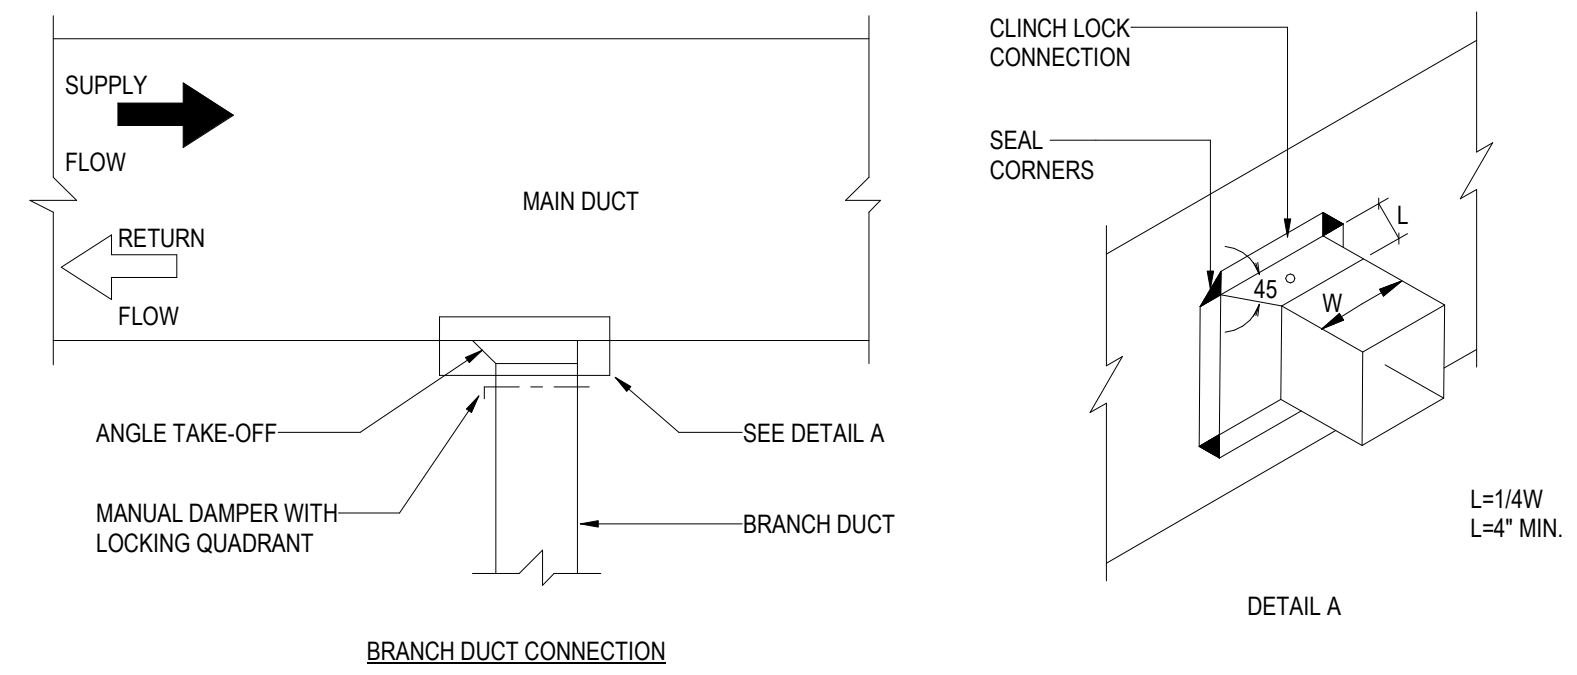 SUPPLY
FLOW
MAIN DUCT
RETURN
FLOW
ANGLE TAKE-OFF
SEE DETAIL A
MANUAL DAMPER WITH
LOCKING QUADRANT
BRANCH DUCT
BRANCH DUCT CONNECTION
CLINCH LOCK
CONNECTION
SEAL
CORNERS
L
45°
W
L=1/4W
L=4" MIN.
DETAIL A